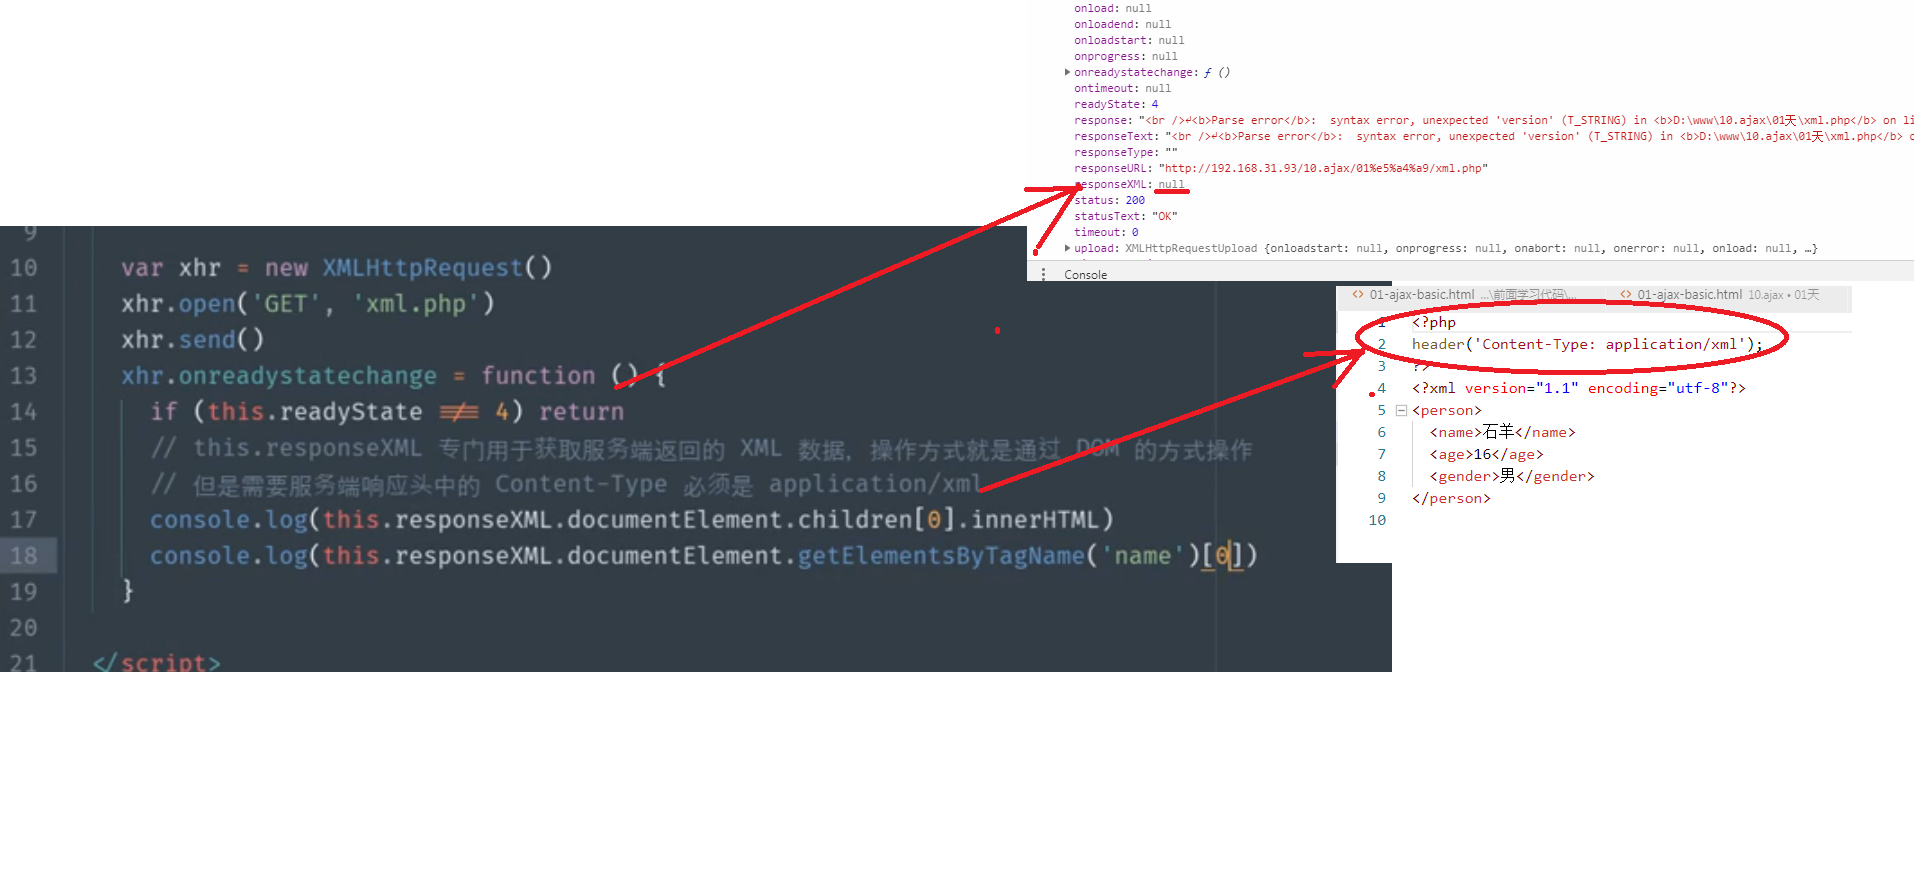 onload: null
onloadend: null
onloadstart: null
onprogress: null
onreadystatechange: ƒ ()
ontimeout: null
readyState: 4
response: "<br />↵<b>Parse error</b>:  syntax error, unexpected 'version' (T_STRING) in <b>D:\www\10.ajax\01天\xml.php</b> on li
responseText: "<br />↵<b>Parse error</b>:  syntax error, unexpected 'version' (T_STRING) in <b>D:\www\10.ajax\01天\xml.php</b> o
responseType: ""
responseURL: "http://192.168.31.93/10.ajax/01%e5%a4%a9/xml.php"
responseXML: null
status: 200
statusText: "OK"
timeout: 0
upload: XMLHttpRequestUpload {onloadstart: null, onprogress: null, onabort: null, onerror: null, onload: null, …}
Console
9
10 var xhr = new XMLHttpRequest()
11 xhr.open('GET', 'xml.php')
12 xhr.send()
13 xhr.onreadystatechange = function () {
14 if (this.readyState !== 4) return
15 // this.responseXML 专门用于获取服务端返回的 XML 数据，操作方式就是通过 DOM 的方式操作
16 // 但是需要服务端响应头中的 Content-Type 必须是 application/xml
17 console.log(this.responseXML.documentElement.children[0].innerHTML)
18 console.log(this.responseXML.documentElement.getElementsByTagName('name')[0])
19 }
20
21 </script>
01-ajax-basic.html ...\前面学习代码\... 01-ajax-basic.html 10.ajax • 01天
1 <?php
2 header('Content-Type: application/xml');
3 ?>
4 <?xml version="1.1" encoding="utf-8"?>
5 <person>
6 <name>石羊</name>
7 <age>16</age>
8 <gender>男</gender>
9 </person>
10